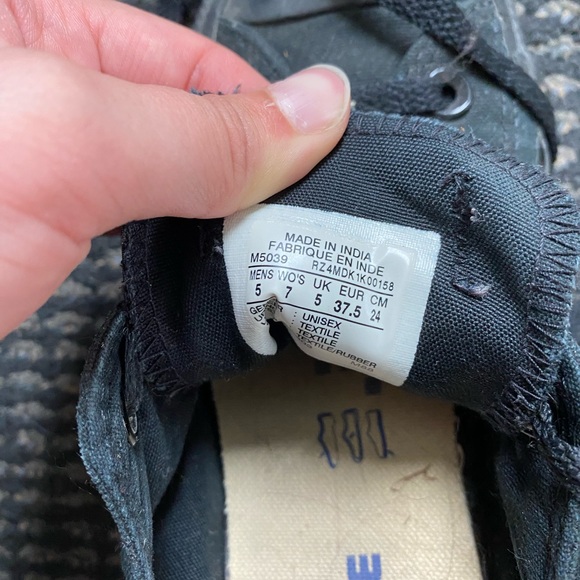 MADE IN INDIA
FABRIQUE EN INDE
M5039 RZ4MDK1K00158
MENS WO'S UK EUR CM
5 7 5 37.5 24
: UNISEX
: TEXTILE
: TEXTILE
: TEXTILE/RUBBER
E